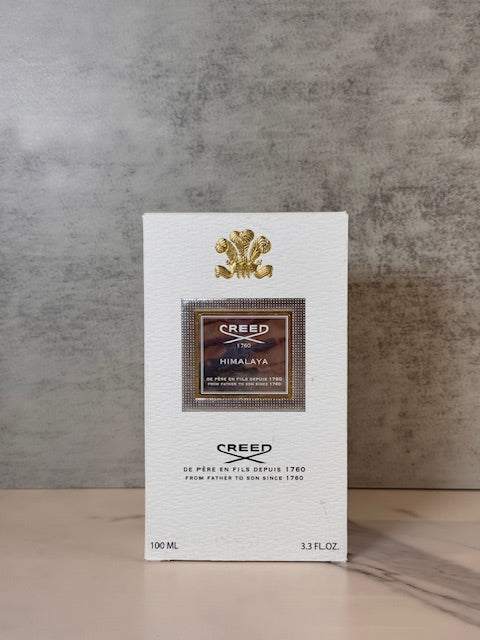 CREED
1760
HIMALAYA
DE PÈRE EN FILS DEPUIS 1760
FROM FATHER TO SON SINCE 1760
CREED
DE PÈRE EN FILS DEPUIS 1760
FROM FATHER TO SON SINCE 1760
100 ML 3.3 FL.OZ.